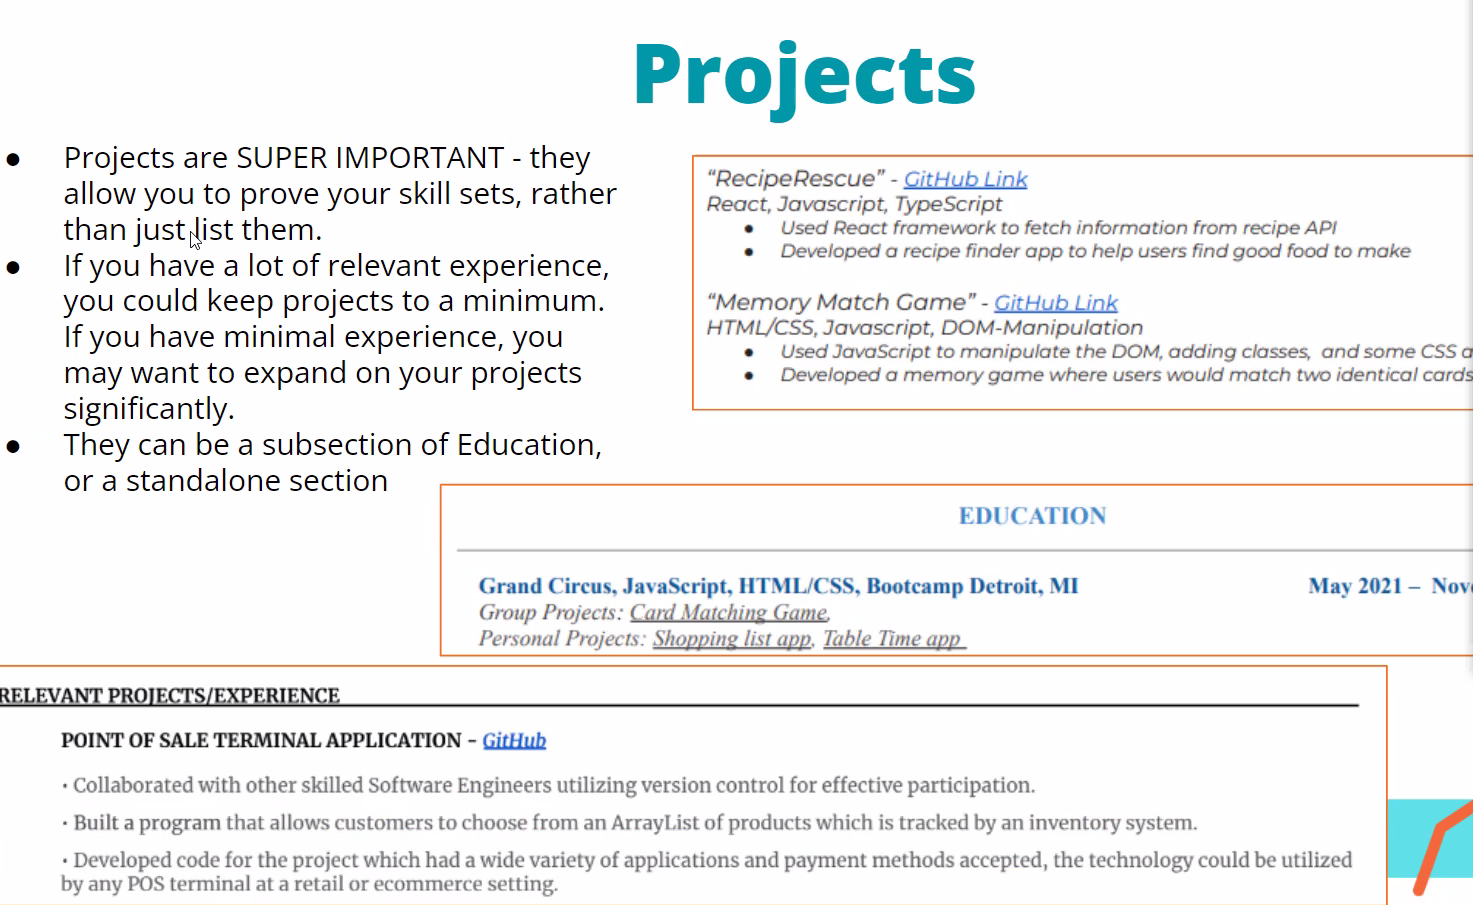 Projects
● Projects are SUPER IMPORTANT - they
allow you to prove your skill sets, rather
than just list them.
● If you have a lot of relevant experience,
you could keep projects to a minimum.
If you have minimal experience, you
may want to expand on your projects
significantly.
● They can be a subsection of Education,
or a standalone section
“RecipeRescue” - GitHub Link
React, Javascript, TypeScript
● Used React framework to fetch information from recipe API
● Developed a recipe finder app to help users find good food to make
“Memory Match Game” - GitHub Link
HTML/CSS, Javascript, DOM-Manipulation
● Used JavaScript to manipulate the DOM, adding classes, and some CSS
● Developed a memory game where users would match two identical cards
EDUCATION
Grand Circus, JavaScript, HTML/CSS, Bootcamp Detroit, MI May 2021 –
Group Projects: Card Matching Game,
Personal Projects: Shopping list app, Table Time app
RELEVANT PROJECTS/EXPERIENCE
POINT OF SALE TERMINAL APPLICATION – GitHub
· Collaborated with other skilled Software Engineers utilizing version control for effective participation.
· Built a program that allows customers to choose from an ArrayList of products which is tracked by an inventory system.
· Developed code for the project which had a wide variety of applications and payment methods accepted, the technology could be utilized
by any POS terminal at a retail or ecommerce setting.